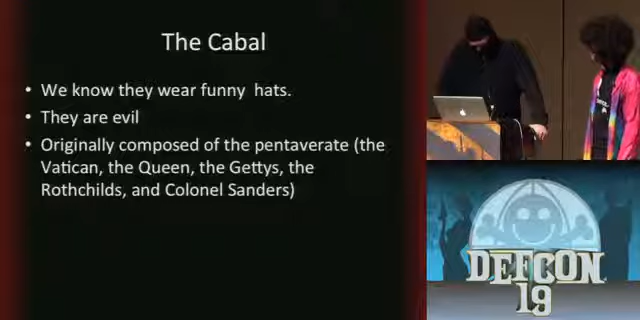 The Cabal
• We know they wear funny hats.
• They are evil
• Originally composed of the pentaverate (the
Vatican, the Queen, the Gettys, the
Rothchilds, and Colonel Sanders)
DEFCON
19